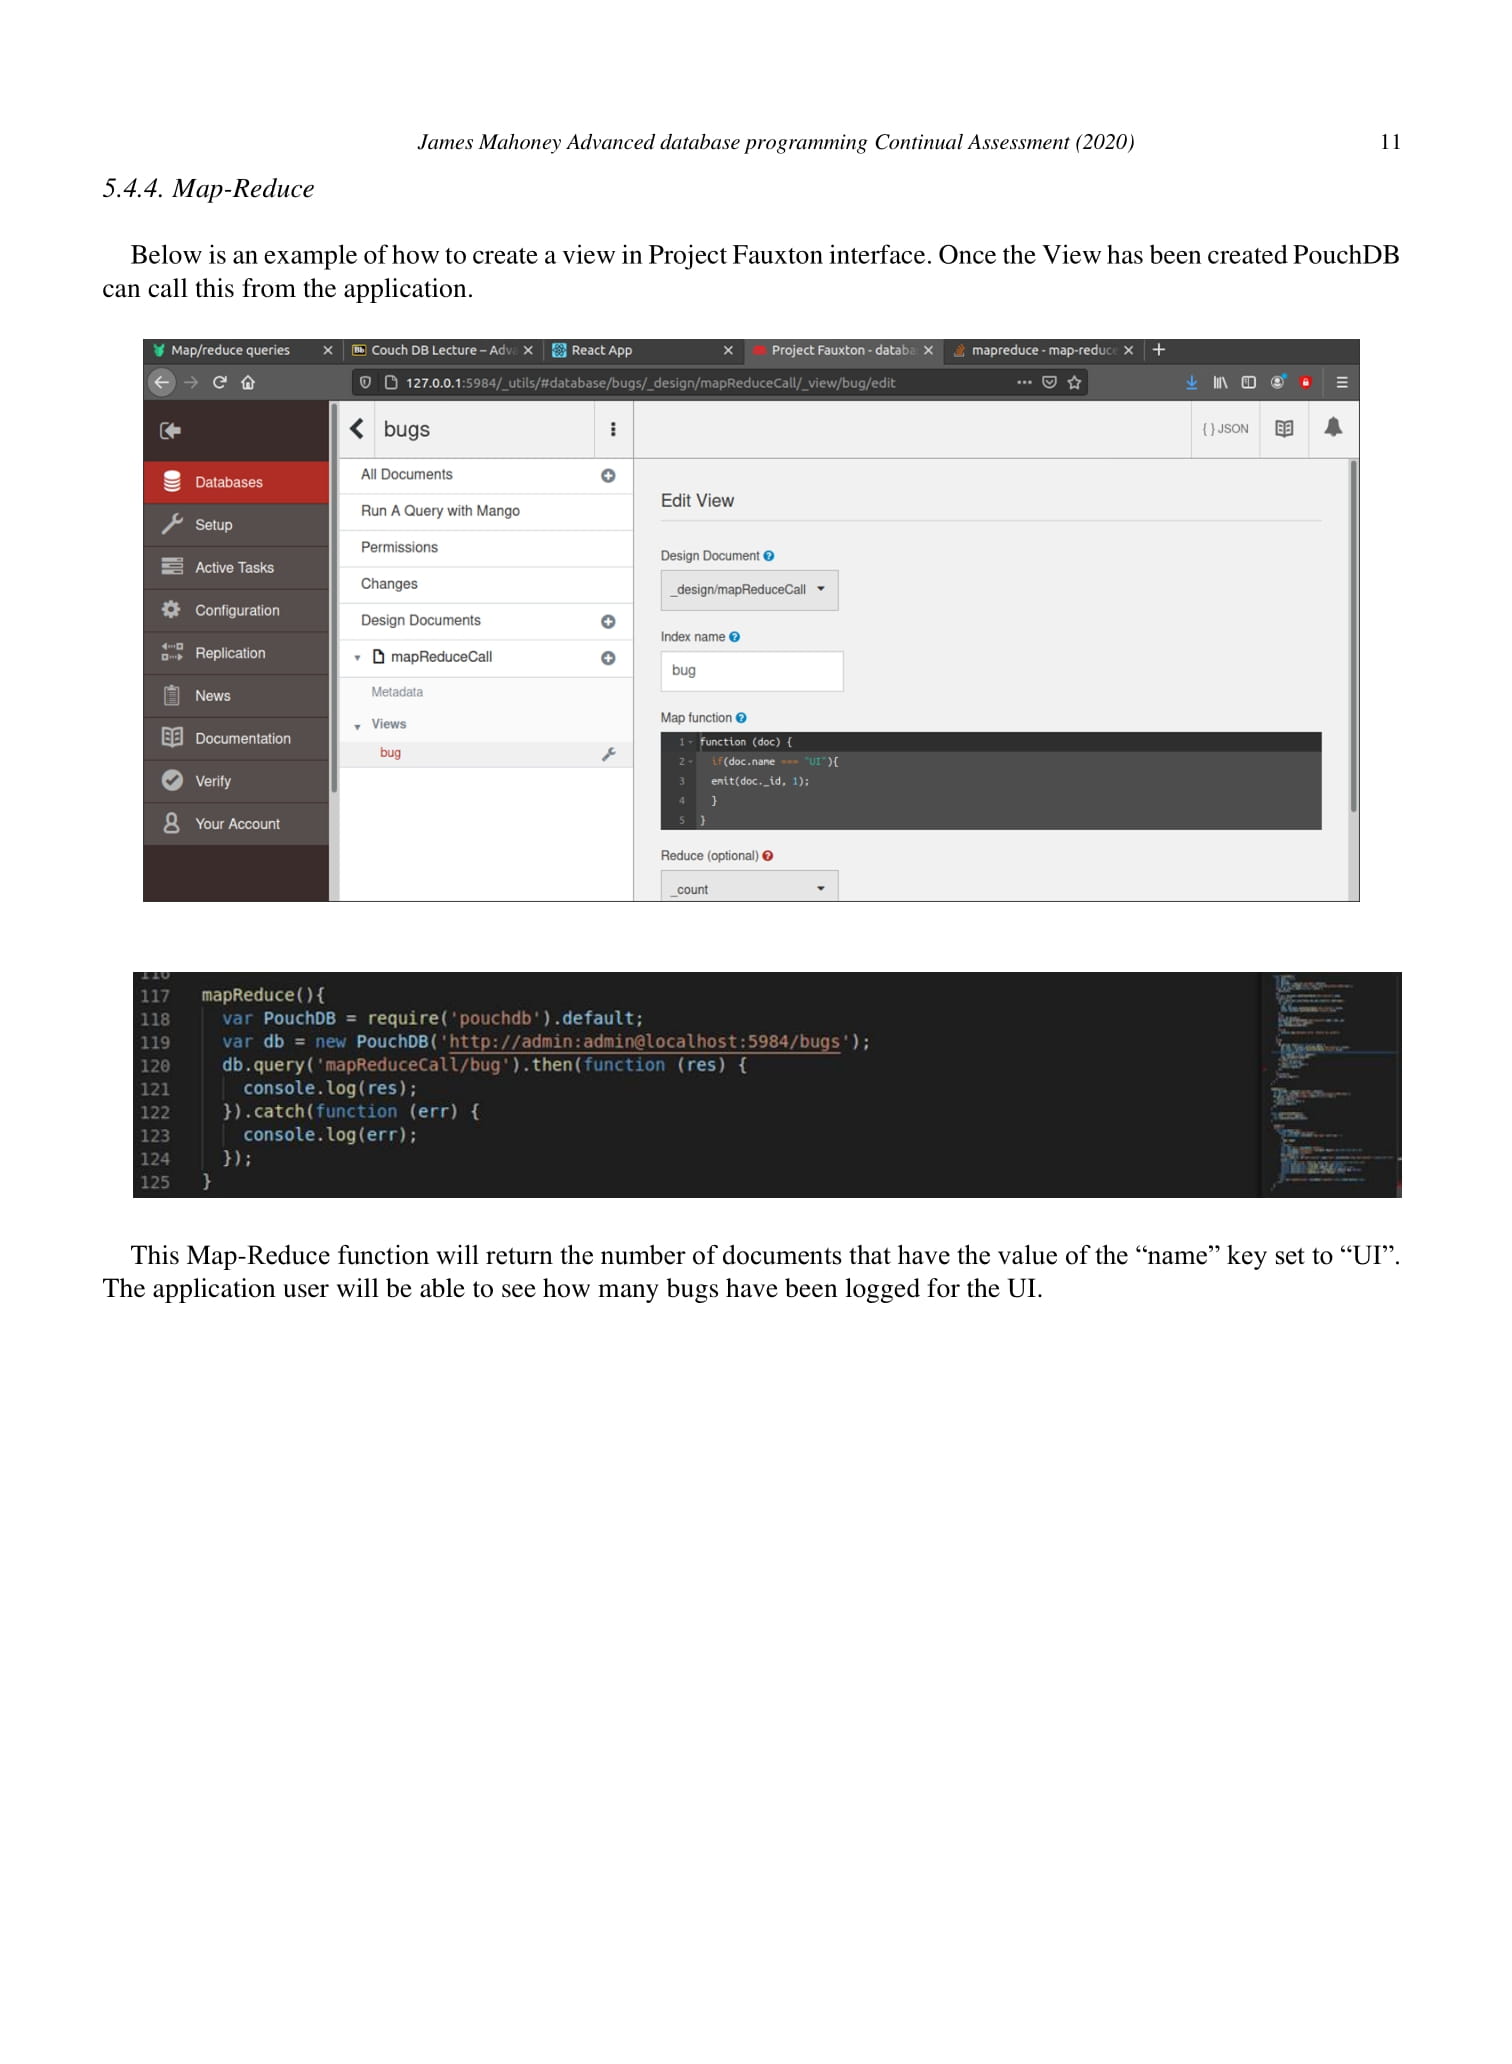 James Mahoney Advanced database programming Continual Assessment (2020) 11
5.4.4. Map-Reduce
Below is an example of how to create a view in Project Fauxton interface. Once the View has been created PouchDB
can call this from the application.
Map/reduce queries
Couch DB Lecture – Adva
React App
Project Fauxton - databa
mapreduce - map-reduce
127.0.0.1:5984/_utils/#database/bugs/_design/mapReduceCall/_view/bug/edit
bugs
{ } JSON
Databases
Setup
Active Tasks
Configuration
Replication
News
Documentation
Verify
Your Account
All Documents
Run A Query with Mango
Permissions
Changes
Design Documents
mapReduceCall
Metadata
Views
bug
Edit View
Design Document
_design/mapReduceCall
Index name
bug
Map function
1 function (doc) {
2 if(doc.name === "UI"){
3 emit(doc._id, 1);
4 }
5 }
Reduce (optional)
_count
116
117 mapReduce(){
118 var PouchDB = require('pouchdb').default;
119 var db = new PouchDB('http://admin:admin@localhost:5984/bugs');
120 db.query('mapReduceCall/bug').then(function (res) {
121 console.log(res);
122 }).catch(function (err) {
123 console.log(err);
124 });
125 }
This Map-Reduce function will return the number of documents that have the value of the “name” key set to “UI”.
The application user will be able to see how many bugs have been logged for the UI.